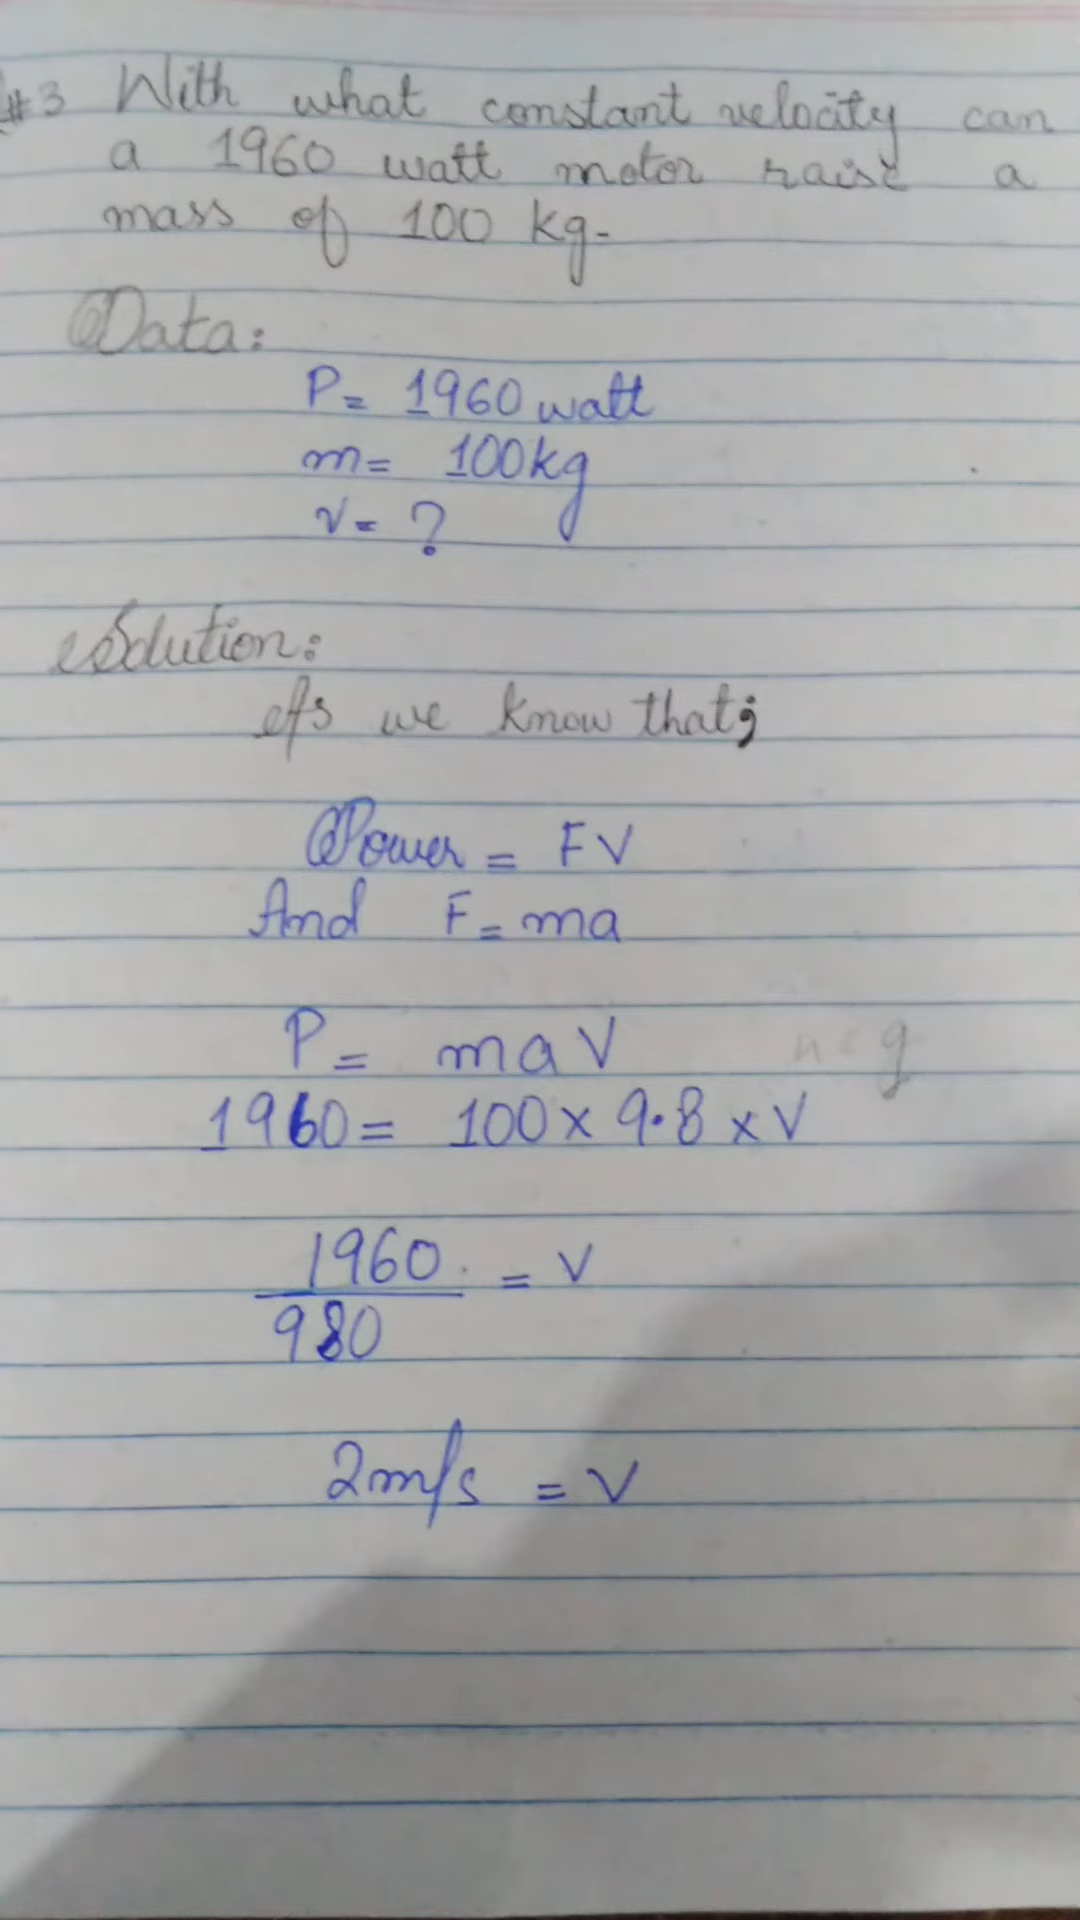 #3 With what constant velocity can
a 1960 watt motor raise a
mass of 100 kg.
Data:
P= 1960 watt
m= 100kg
v= ?
Solution:
As we know that;
Power = FV
And F= ma
P= maV
a = g
1960= 100 x 9.8 x V
1960 = V
980
2m/s = V